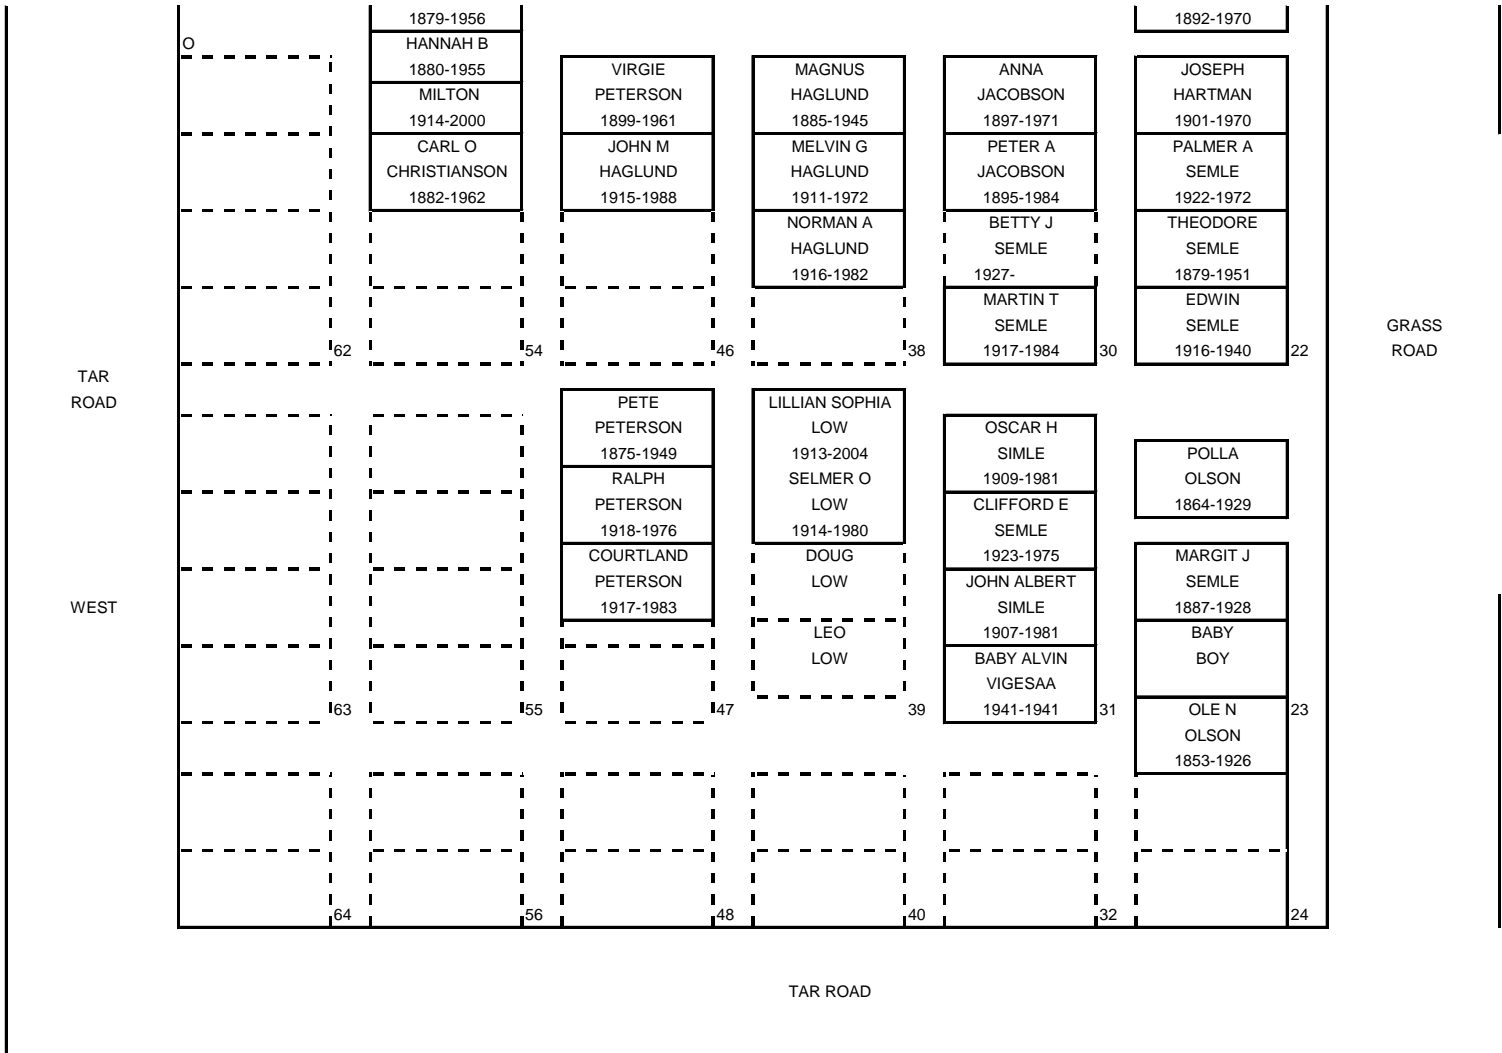 1879-1956
HANNAH B
1880-1955
MILTON
1914-2000
CARL O
CHRISTIANSON
1882-1962
1892-1970
O
VIRGIE
PETERSON
1899-1961
JOHN M
HAGLUND
1915-1988
MAGNUS
HAGLUND
1885-1945
MELVIN G
HAGLUND
1911-1972
NORMAN A
HAGLUND
1916-1982
ANNA
JACOBSON
1897-1971
PETER A
JACOBSON
1895-1984
BETTY J
SEMLE
1927-
MARTIN T
SEMLE
1917-1984
JOSEPH
HARTMAN
1901-1970
PALMER A
SEMLE
1922-1972
THEODORE
SEMLE
1879-1951
EDWIN
SEMLE
1916-1940
62
54
46
38
30
22
GRASS
ROAD
TAR
ROAD
WEST
PETE
PETERSON
1875-1949
RALPH
PETERSON
1918-1976
COURTLAND
PETERSON
1917-1983
LILLIAN SOPHIA
LOW
1913-2004
SELMER O
LOW
1914-1980
DOUG
LOW
LEO
LOW
OSCAR H
SIMLE
1909-1981
CLIFFORD E
SEMLE
1923-1975
JOHN ALBERT
SIMLE
1907-1981
BABY ALVIN
VIGESAA
1941-1941
POLLA
OLSON
1864-1929
MARGIT J
SEMLE
1887-1928
BABY
BOY
OLE N
OLSON
1853-1926
63
55
47
39
31
23
64
56
48
40
32
24
TAR ROAD